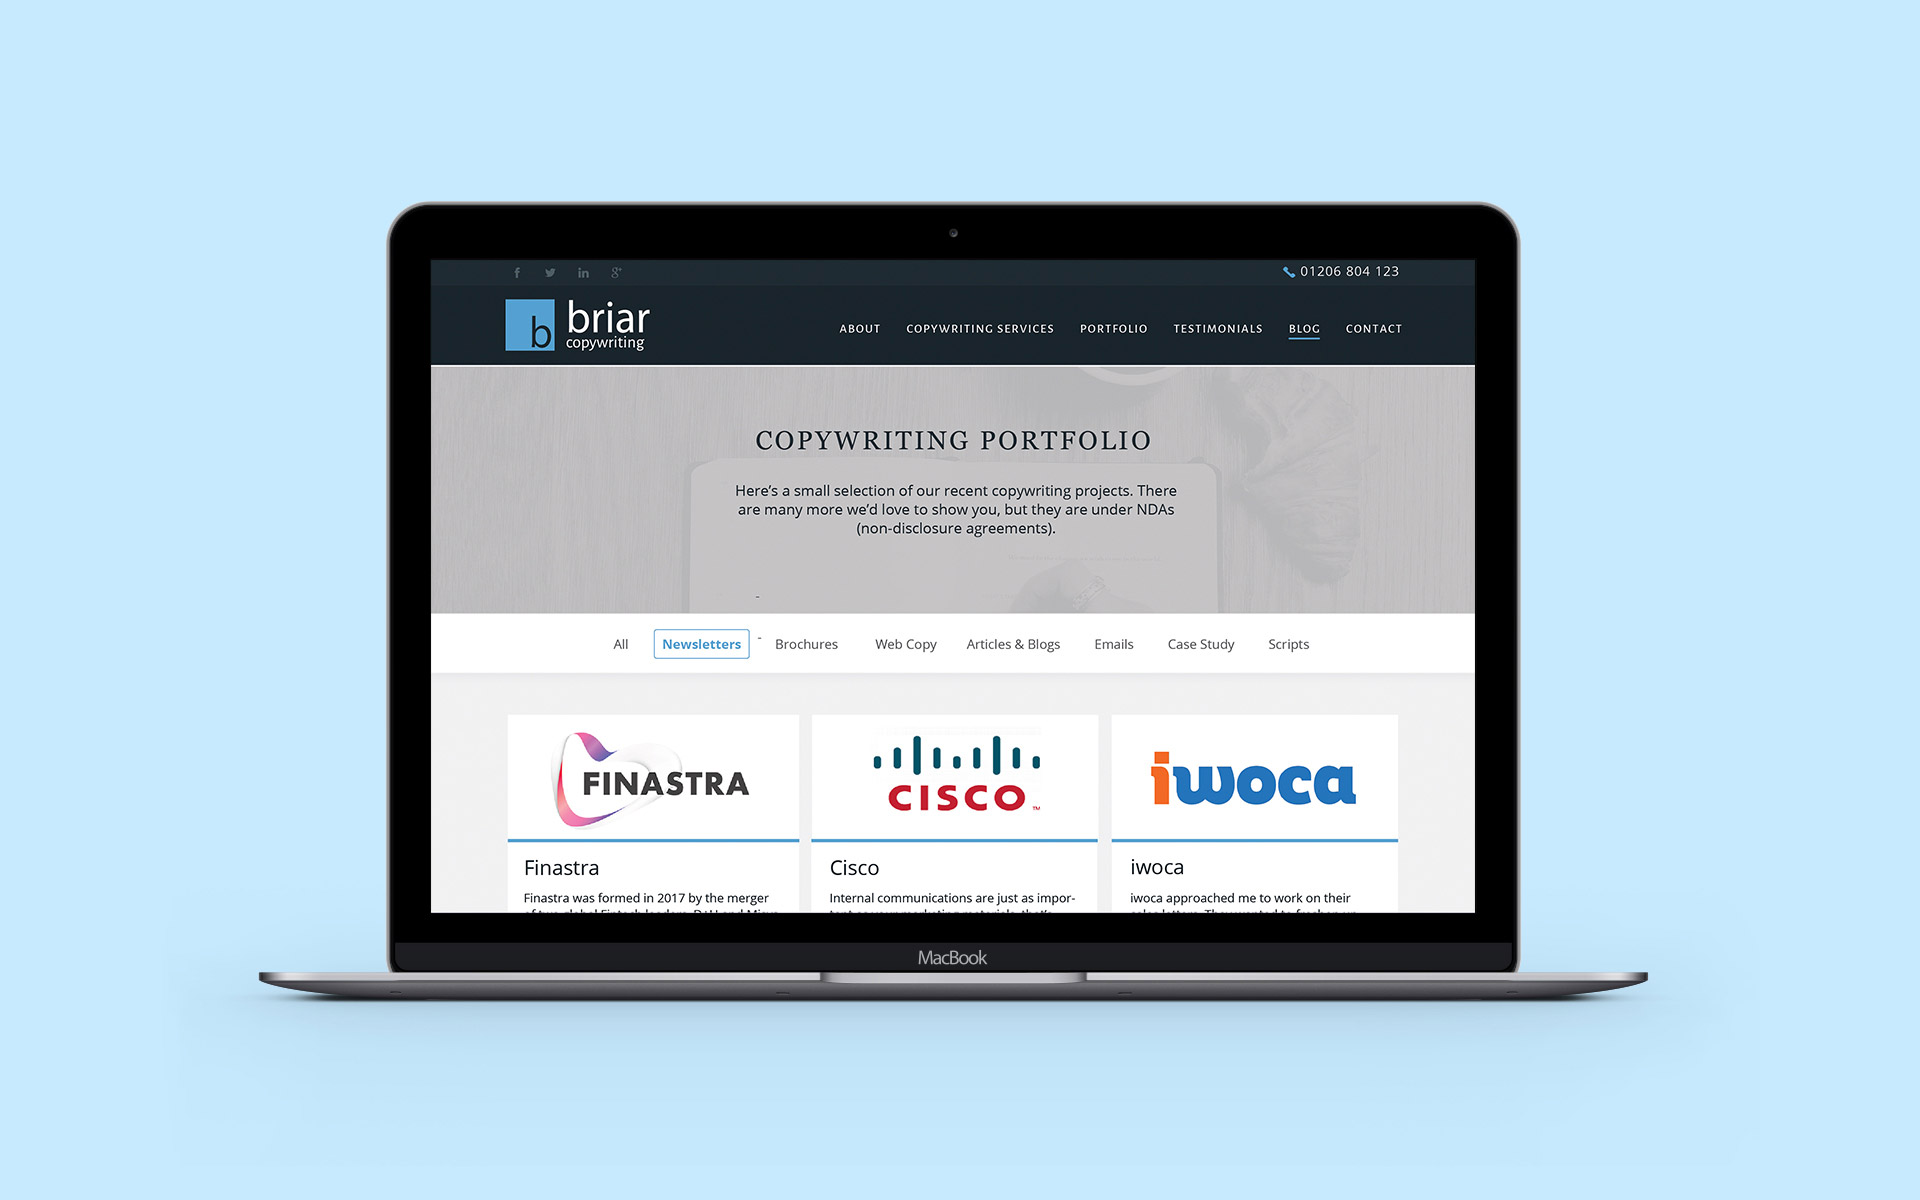 01206 804 123
b briar
copywriting
ABOUT COPYWRITING SERVICES PORTFOLIO TESTIMONIALS BLOG CONTACT
COPYWRITING PORTFOLIO
Here's a small selection of our recent copywriting projects. There
are many more we'd love to show you, but they are under NDAs
(non-disclosure agreements).
All Newsletters - Brochures Web Copy Articles & Blogs Emails Case Study Scripts
FINASTRA
CISCO ™
iwoca
Finastra
Finastra was formed in 2017 by the merger
Cisco
Internal communications are just as impor-
iwoca
iwoca approached me to work on their
MacBook